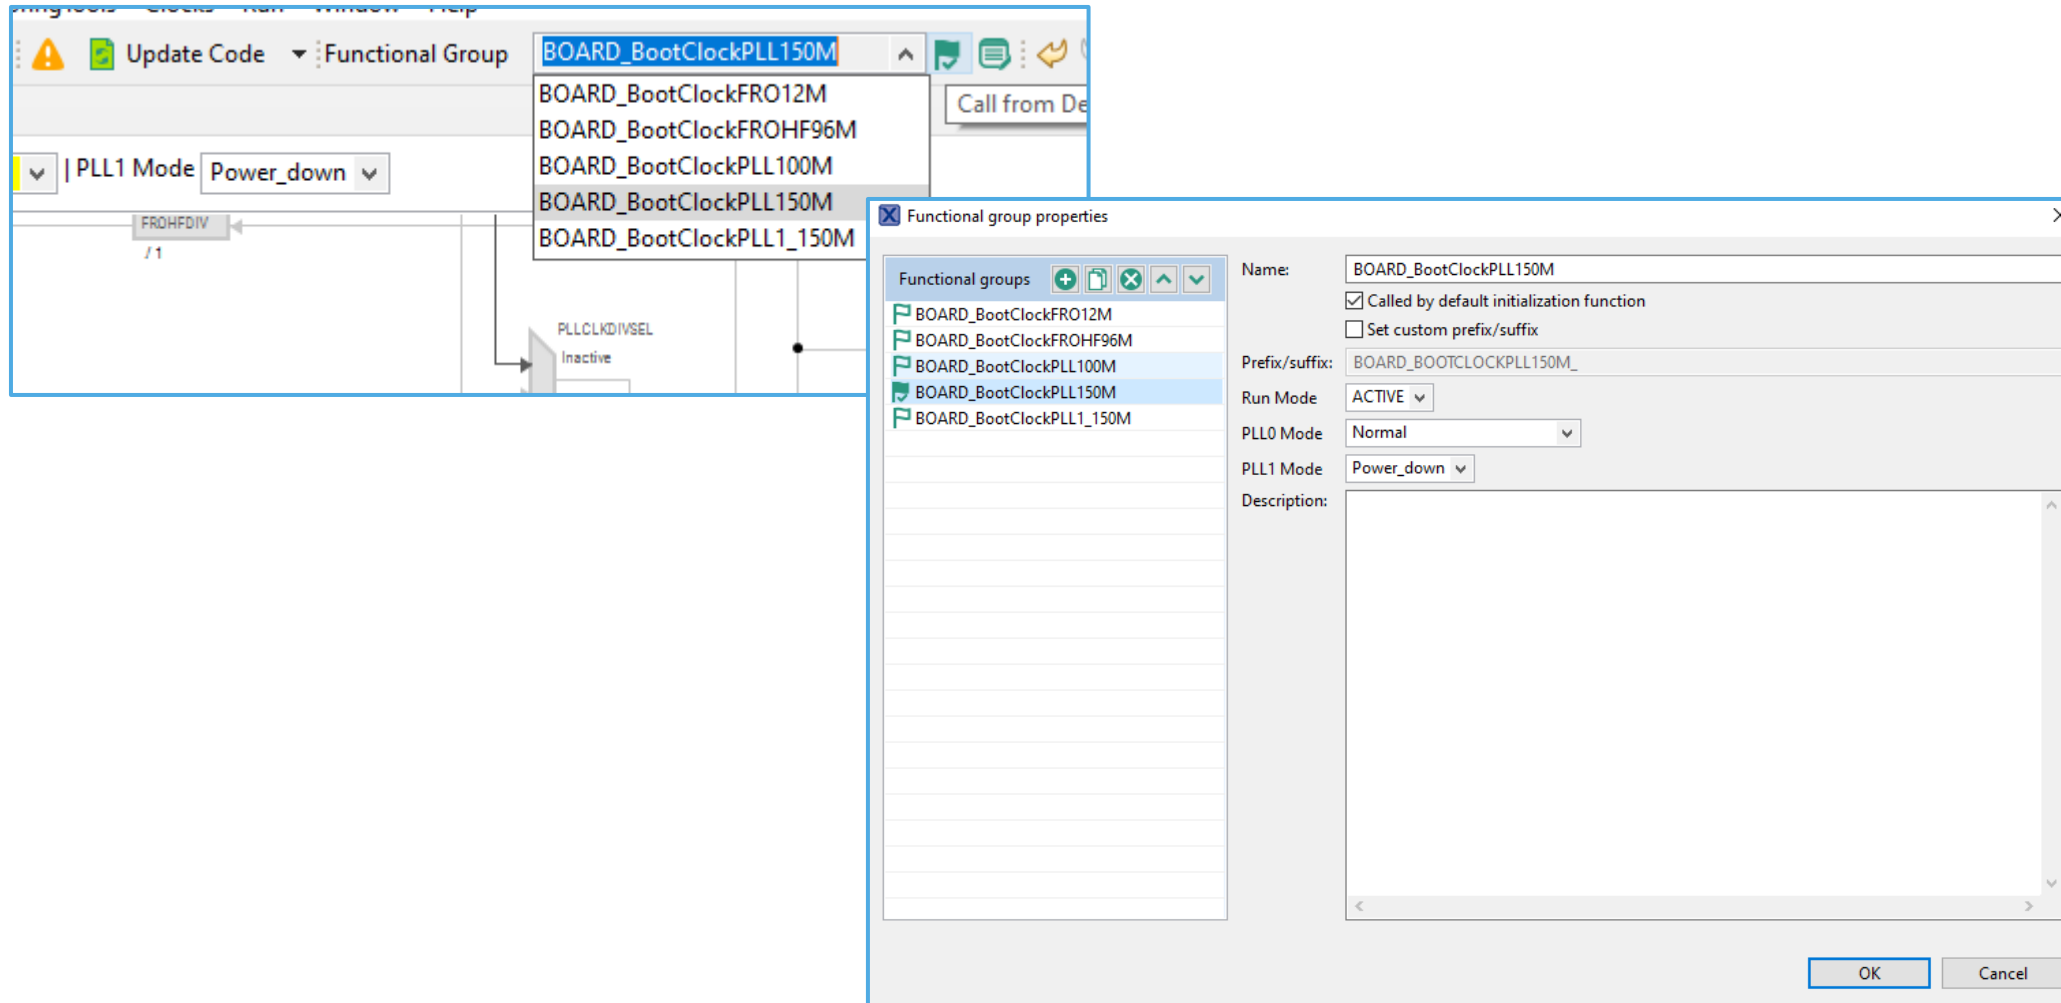 Update Code
Functional Group
BOARD_BootClockPLL150M
BOARD_BootClockFRO12M
BOARD_BootClockFROHF96M
BOARD_BootClockPLL100M
BOARD_BootClockPLL150M
BOARD_BootClockPLL1_150M
Call from De
| PLL1 Mode
Power_down
FROHFDIV
/ 1
PLLCLKDIVSEL
Inactive
Functional group properties
Functional groups
BOARD_BootClockFRO12M
BOARD_BootClockFROHF96M
BOARD_BootClockPLL100M
BOARD_BootClockPLL150M
BOARD_BootClockPLL1_150M
Name:
BOARD_BootClockPLL150M
Called by default initialization function
Set custom prefix/suffix
Prefix/suffix:
BOARD_BOOTCLOCKPLL150M_
Run Mode
ACTIVE
PLL0 Mode
Normal
PLL1 Mode
Power_down
Description:
OK
Cancel